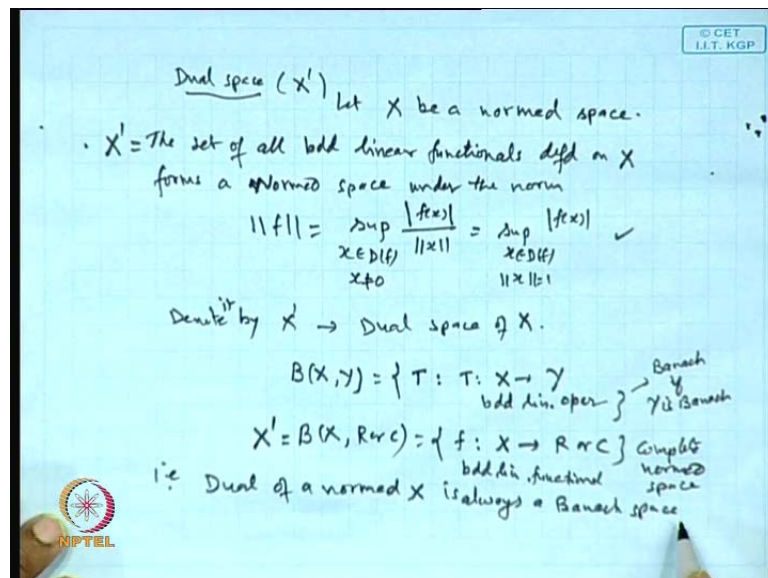 © CET
I.I.T. KGP
Dual space (X')
Let X be a normed space.
. X' = The set of all bdd linear functionals defd on X
forms a Normed space under the norm
||f|| = sup |f(x)| / ||x|| = sup |f(x)| ✓
x∈D(f) x∈D(f)
x≠0 ||x||=1
Denote it by X' → Dual space of X.
B(X,Y) = { T : T: X → Y } → Banach
bdd lin. oper if
Y is Banach
X' = B(X, R or C) = { f : X → R or C } Complete
bdd lin. functional normed
space
i.e Dual of a normed X is always a Banach space
NPTEL